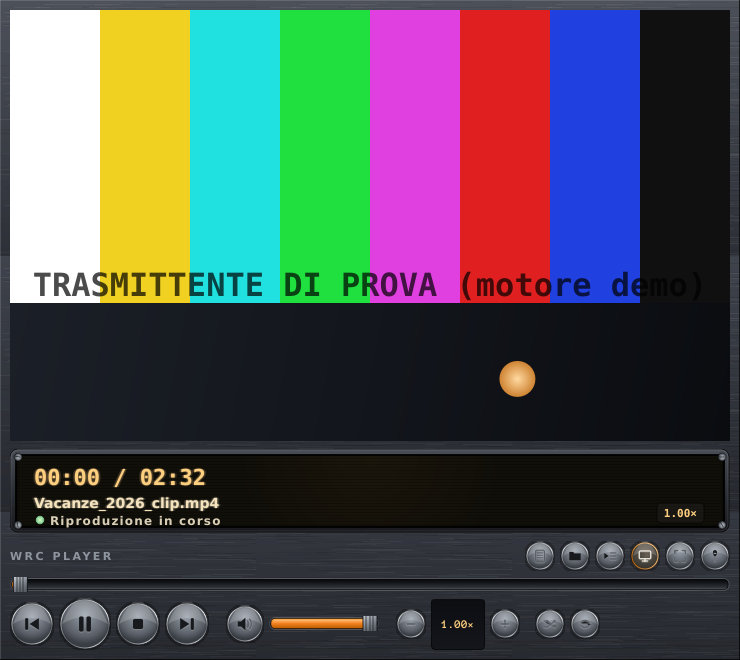 TRASMITTENTE DI PROVA (motore demo)
00:00 / 02:32
Vacanze_2026_clip.mp4
Riproduzione in corso
1.00×
WRC PLAYER
1.00×